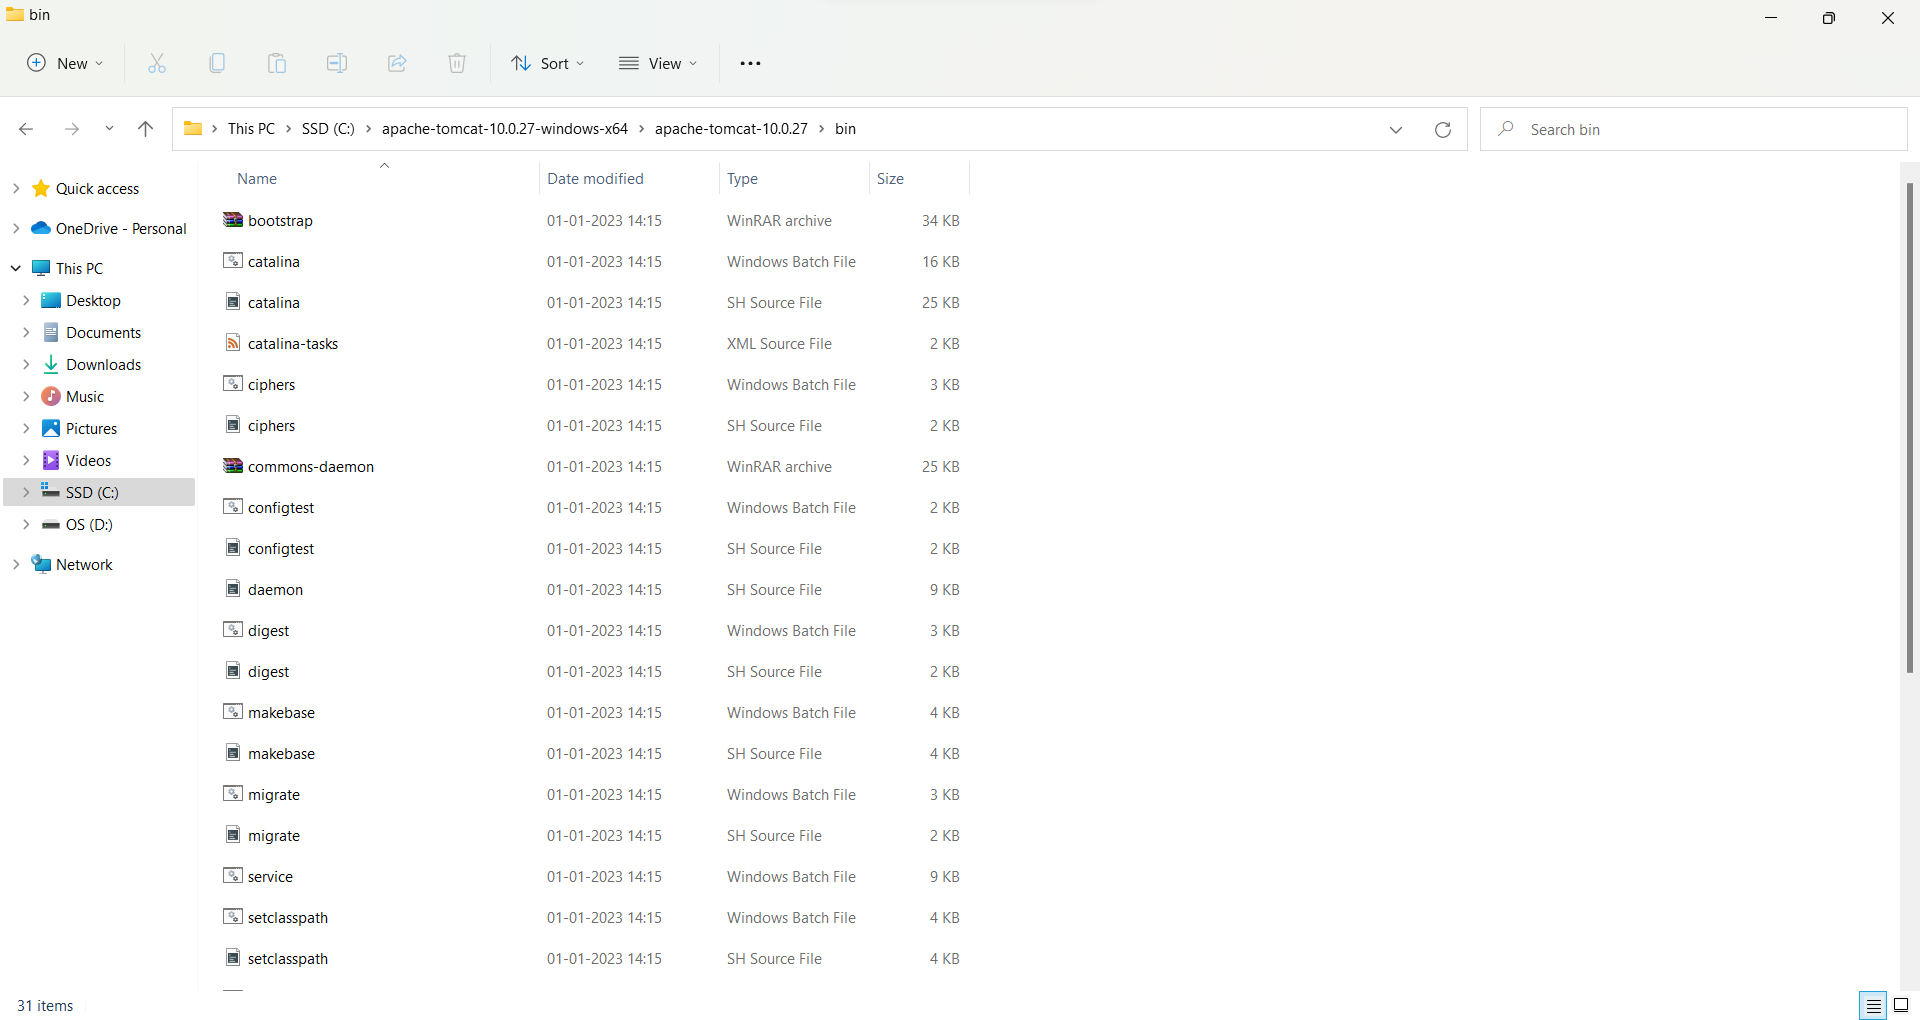 bin
New
Sort
View
This PC
SSD (C:)
apache-tomcat-10.0.27-windows-x64
apache-tomcat-10.0.27
bin
Search bin
Quick access
OneDrive - Personal
This PC
Desktop
Documents
Downloads
Music
Pictures
Videos
SSD (C:)
OS (D:)
Network
Name Date modified Type Size
bootstrap 01-01-2023 14:15 WinRAR archive 34 KB
catalina 01-01-2023 14:15 Windows Batch File 16 KB
catalina 01-01-2023 14:15 SH Source File 25 KB
catalina-tasks 01-01-2023 14:15 XML Source File 2 KB
ciphers 01-01-2023 14:15 Windows Batch File 3 KB
ciphers 01-01-2023 14:15 SH Source File 2 KB
commons-daemon 01-01-2023 14:15 WinRAR archive 25 KB
configtest 01-01-2023 14:15 Windows Batch File 2 KB
configtest 01-01-2023 14:15 SH Source File 2 KB
daemon 01-01-2023 14:15 SH Source File 9 KB
digest 01-01-2023 14:15 Windows Batch File 3 KB
digest 01-01-2023 14:15 SH Source File 2 KB
makebase 01-01-2023 14:15 Windows Batch File 4 KB
makebase 01-01-2023 14:15 SH Source File 4 KB
migrate 01-01-2023 14:15 Windows Batch File 3 KB
migrate 01-01-2023 14:15 SH Source File 2 KB
service 01-01-2023 14:15 Windows Batch File 9 KB
setclasspath 01-01-2023 14:15 Windows Batch File 4 KB
setclasspath 01-01-2023 14:15 SH Source File 4 KB
31 items